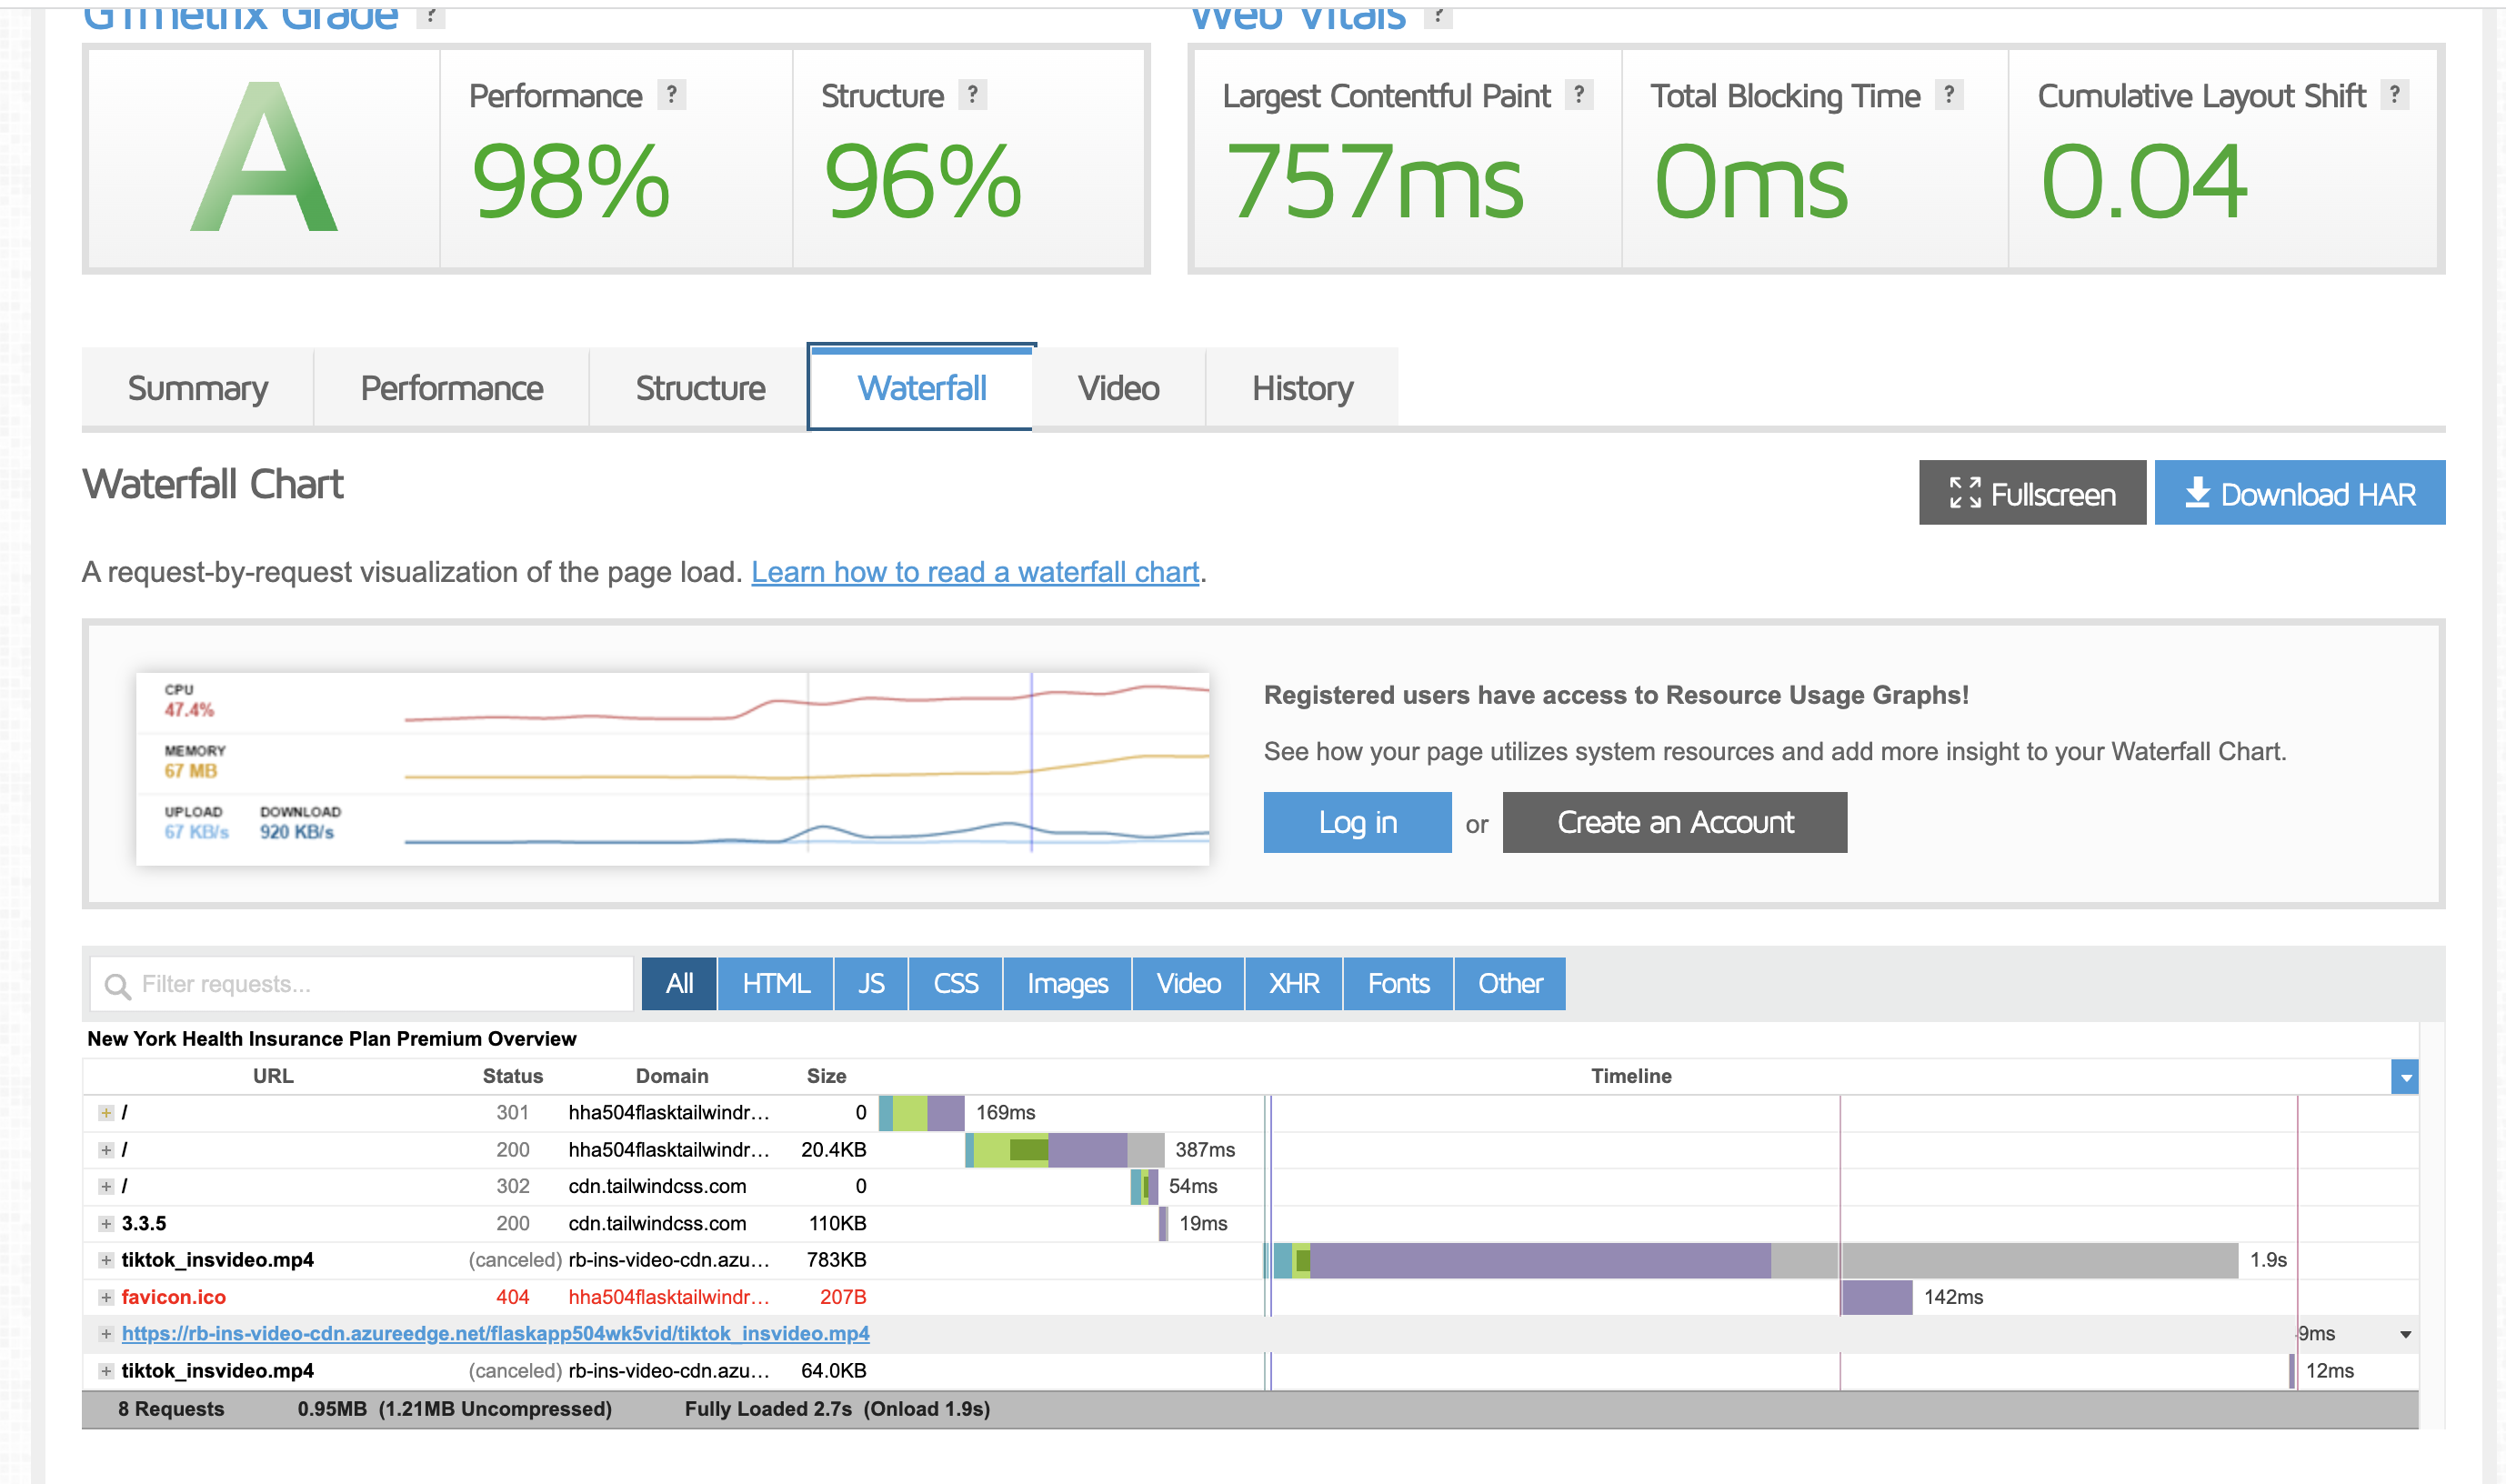 GTmetrix Grade ? Web Vitals ?
A
Performance ?
98%
Structure ?
96%
Largest Contentful Paint ?
757ms
Total Blocking Time ?
0ms
Cumulative Layout Shift ?
0.04
Summary Performance Structure Waterfall Video History
Waterfall Chart
Fullscreen Download HAR
A request-by-request visualization of the page load. Learn how to read a waterfall chart.
CPU
47.4%
MEMORY
67 MB
UPLOAD DOWNLOAD
67 KB/s 920 KB/s
Registered users have access to Resource Usage Graphs!
See how your page utilizes system resources and add more insight to your Waterfall Chart.
Log in or Create an Account
Filter requests...
All HTML JS CSS Images Video XHR Fonts Other
New York Health Insurance Plan Premium Overview
URL Status Domain Size Timeline
/ 301 hha504flasktailwindr... 0 169ms
/ 200 hha504flasktailwindr... 20.4KB 387ms
/ 302 cdn.tailwindcss.com 0 54ms
3.3.5 200 cdn.tailwindcss.com 110KB 19ms
tiktok_insvideo.mp4 (canceled) rb-ins-video-cdn.azu... 783KB 1.9s
favicon.ico 404 hha504flasktailwindr... 207B 142ms
https://rb-ins-video-cdn.azureedge.net/flaskapp504wk5vid/tiktok_insvideo.mp4 9ms
tiktok_insvideo.mp4 (canceled) rb-ins-video-cdn.azu... 64.0KB 12ms
8 Requests 0.95MB (1.21MB Uncompressed) Fully Loaded 2.7s (Onload 1.9s)